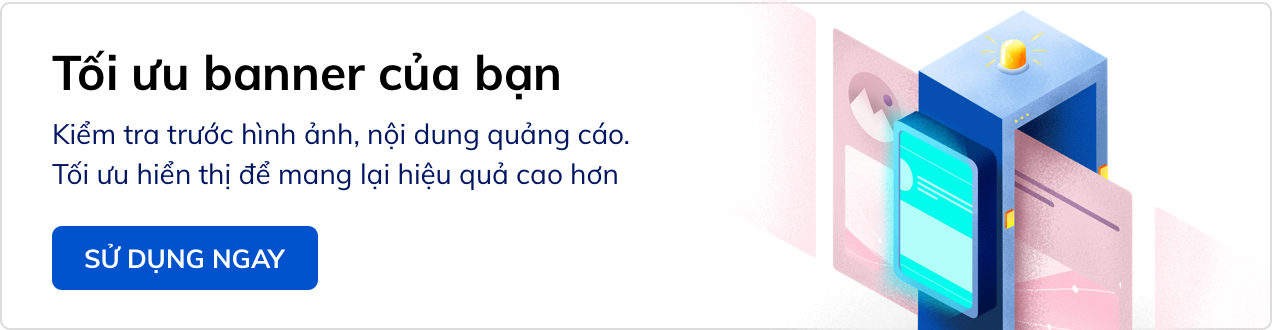 Tối ưu banner của bạn
Kiểm tra trước hình ảnh, nội dung quảng cáo.
Tối ưu hiển thị để mang lại hiệu quả cao hơn
SỬ DỤNG NGAY